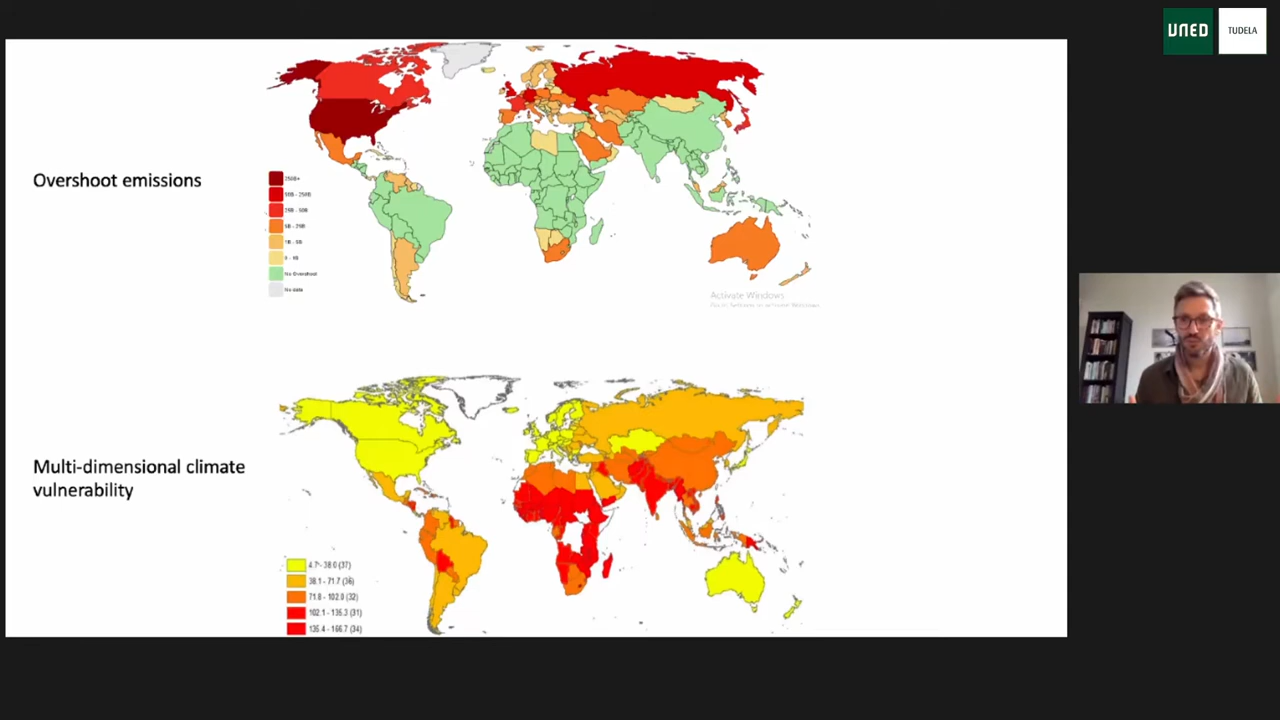 UNED
TUDELA
Overshoot emissions
No Overshoot
No data
Activate Windows
Multi-dimensional climate
vulnerability
4.7 - 38.0 (37)
38.1 - 71.7 (36)
71.8 - 102.0 (32)
102.1 - 135.3 (31)
135.4 - 166.7 (34)